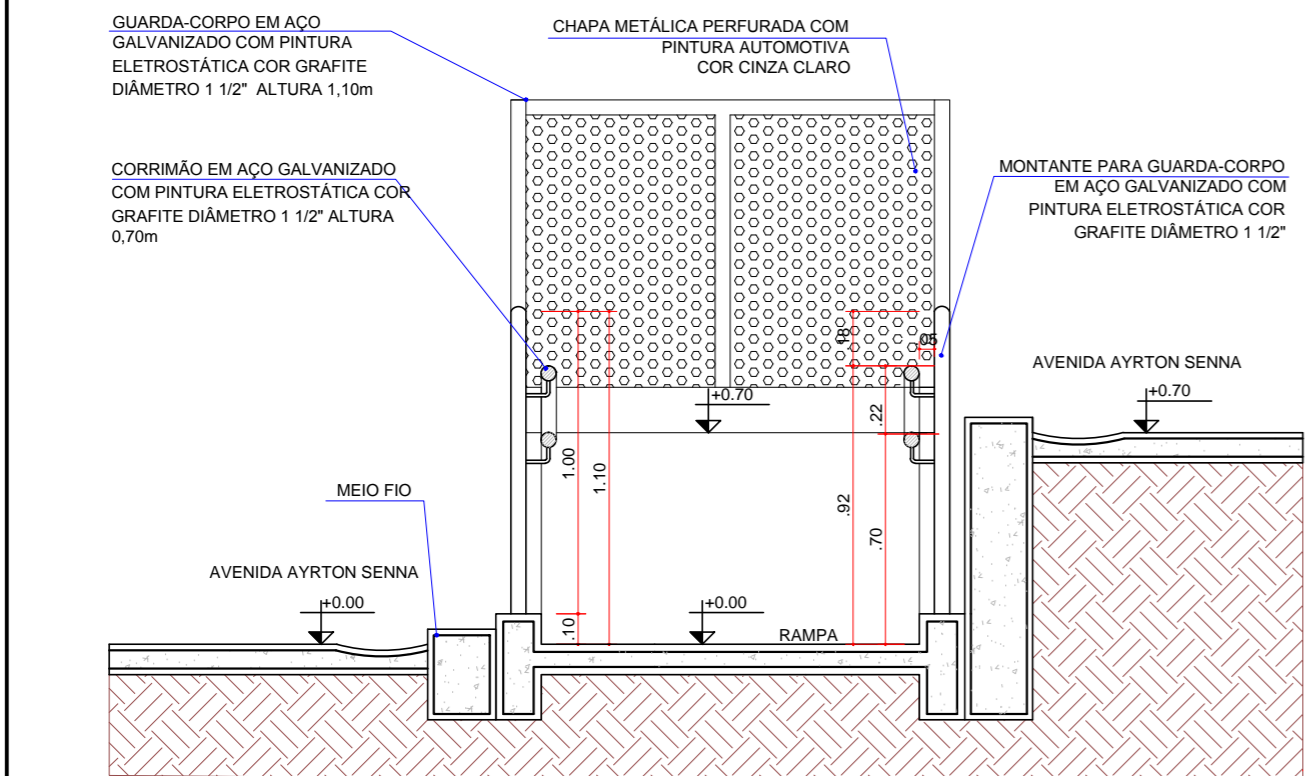 GUARDA-CORPO EM AÇO
GALVANIZADO COM PINTURA
ELETROSTÁTICA COR GRAFITE
DIÂMETRO 1 1/2" ALTURA 1,10m
CHAPA METÁLICA PERFURADA COM
PINTURA AUTOMOTIVA
COR CINZA CLARO
CORRIMÃO EM AÇO GALVANIZADO
COM PINTURA ELETROSTÁTICA COR
GRAFITE DIÂMETRO 1 1/2" ALTURA
0,70m
MONTANTE PARA GUARDA-CORPO
EM AÇO GALVANIZADO COM
PINTURA ELETROSTÁTICA COR
GRAFITE DIÂMETRO 1 1/2"
.18
.05
AVENIDA AYRTON SENNA
+0.70
+0.70
.22
1.00
1.10
.92
.70
MEIO FIO
AVENIDA AYRTON SENNA
+0.00
+0.00
.10
RAMPA